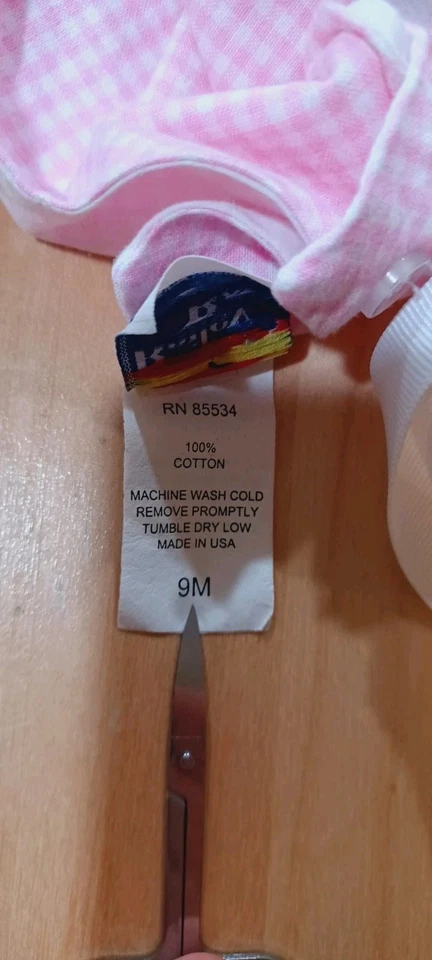 RN 85534
100%
COTTON
MACHINE WASH COLD
REMOVE PROMPTLY
TUMBLE DRY LOW
MADE IN USA
9M